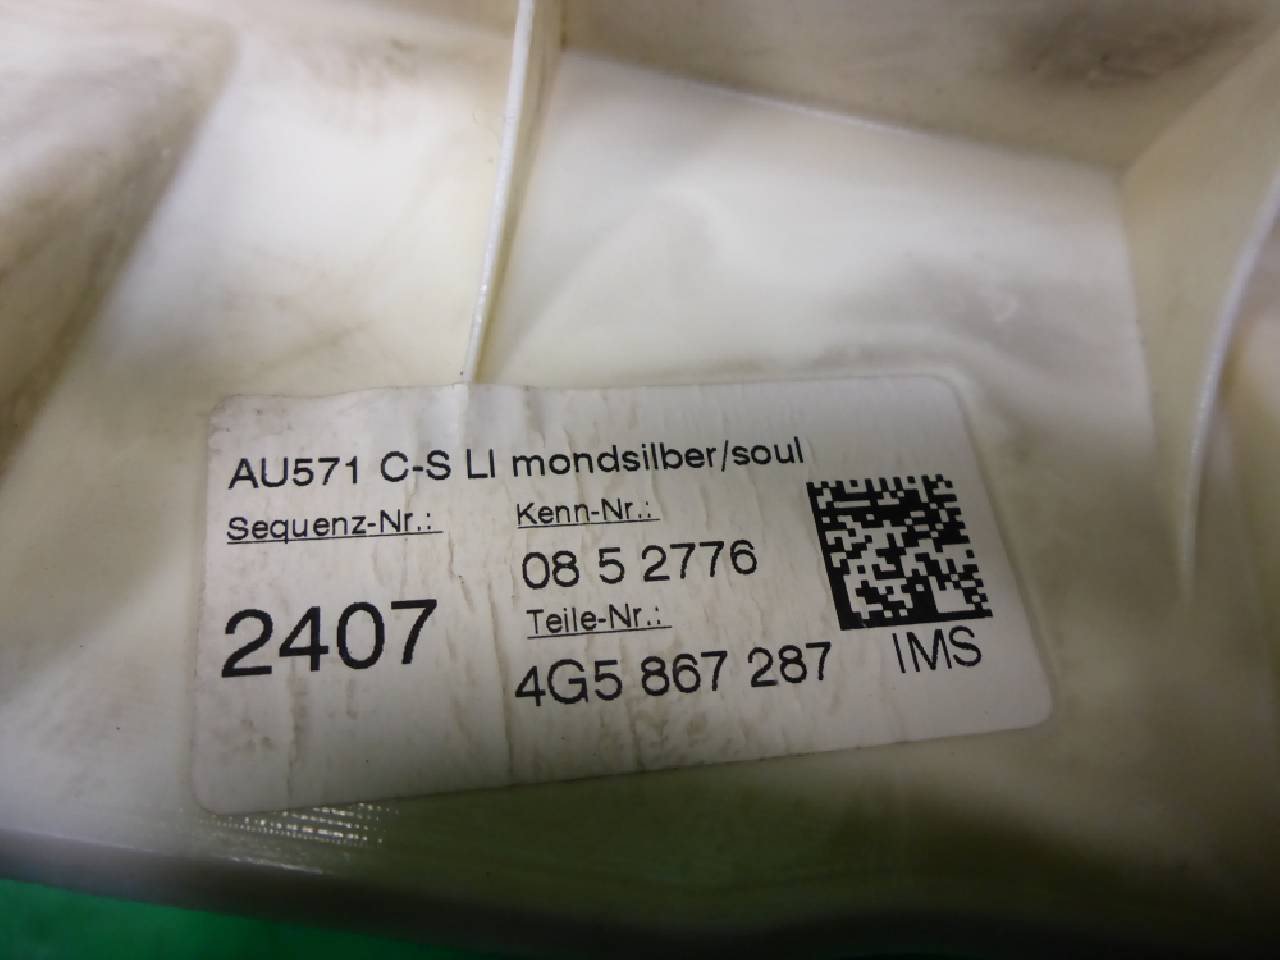 AU571 C-S LI mondsilber/soul
Sequenz-Nr.:
2407
Kenn-Nr.:
08 5 2776
Teile-Nr.:
4G5 867 287
IMS